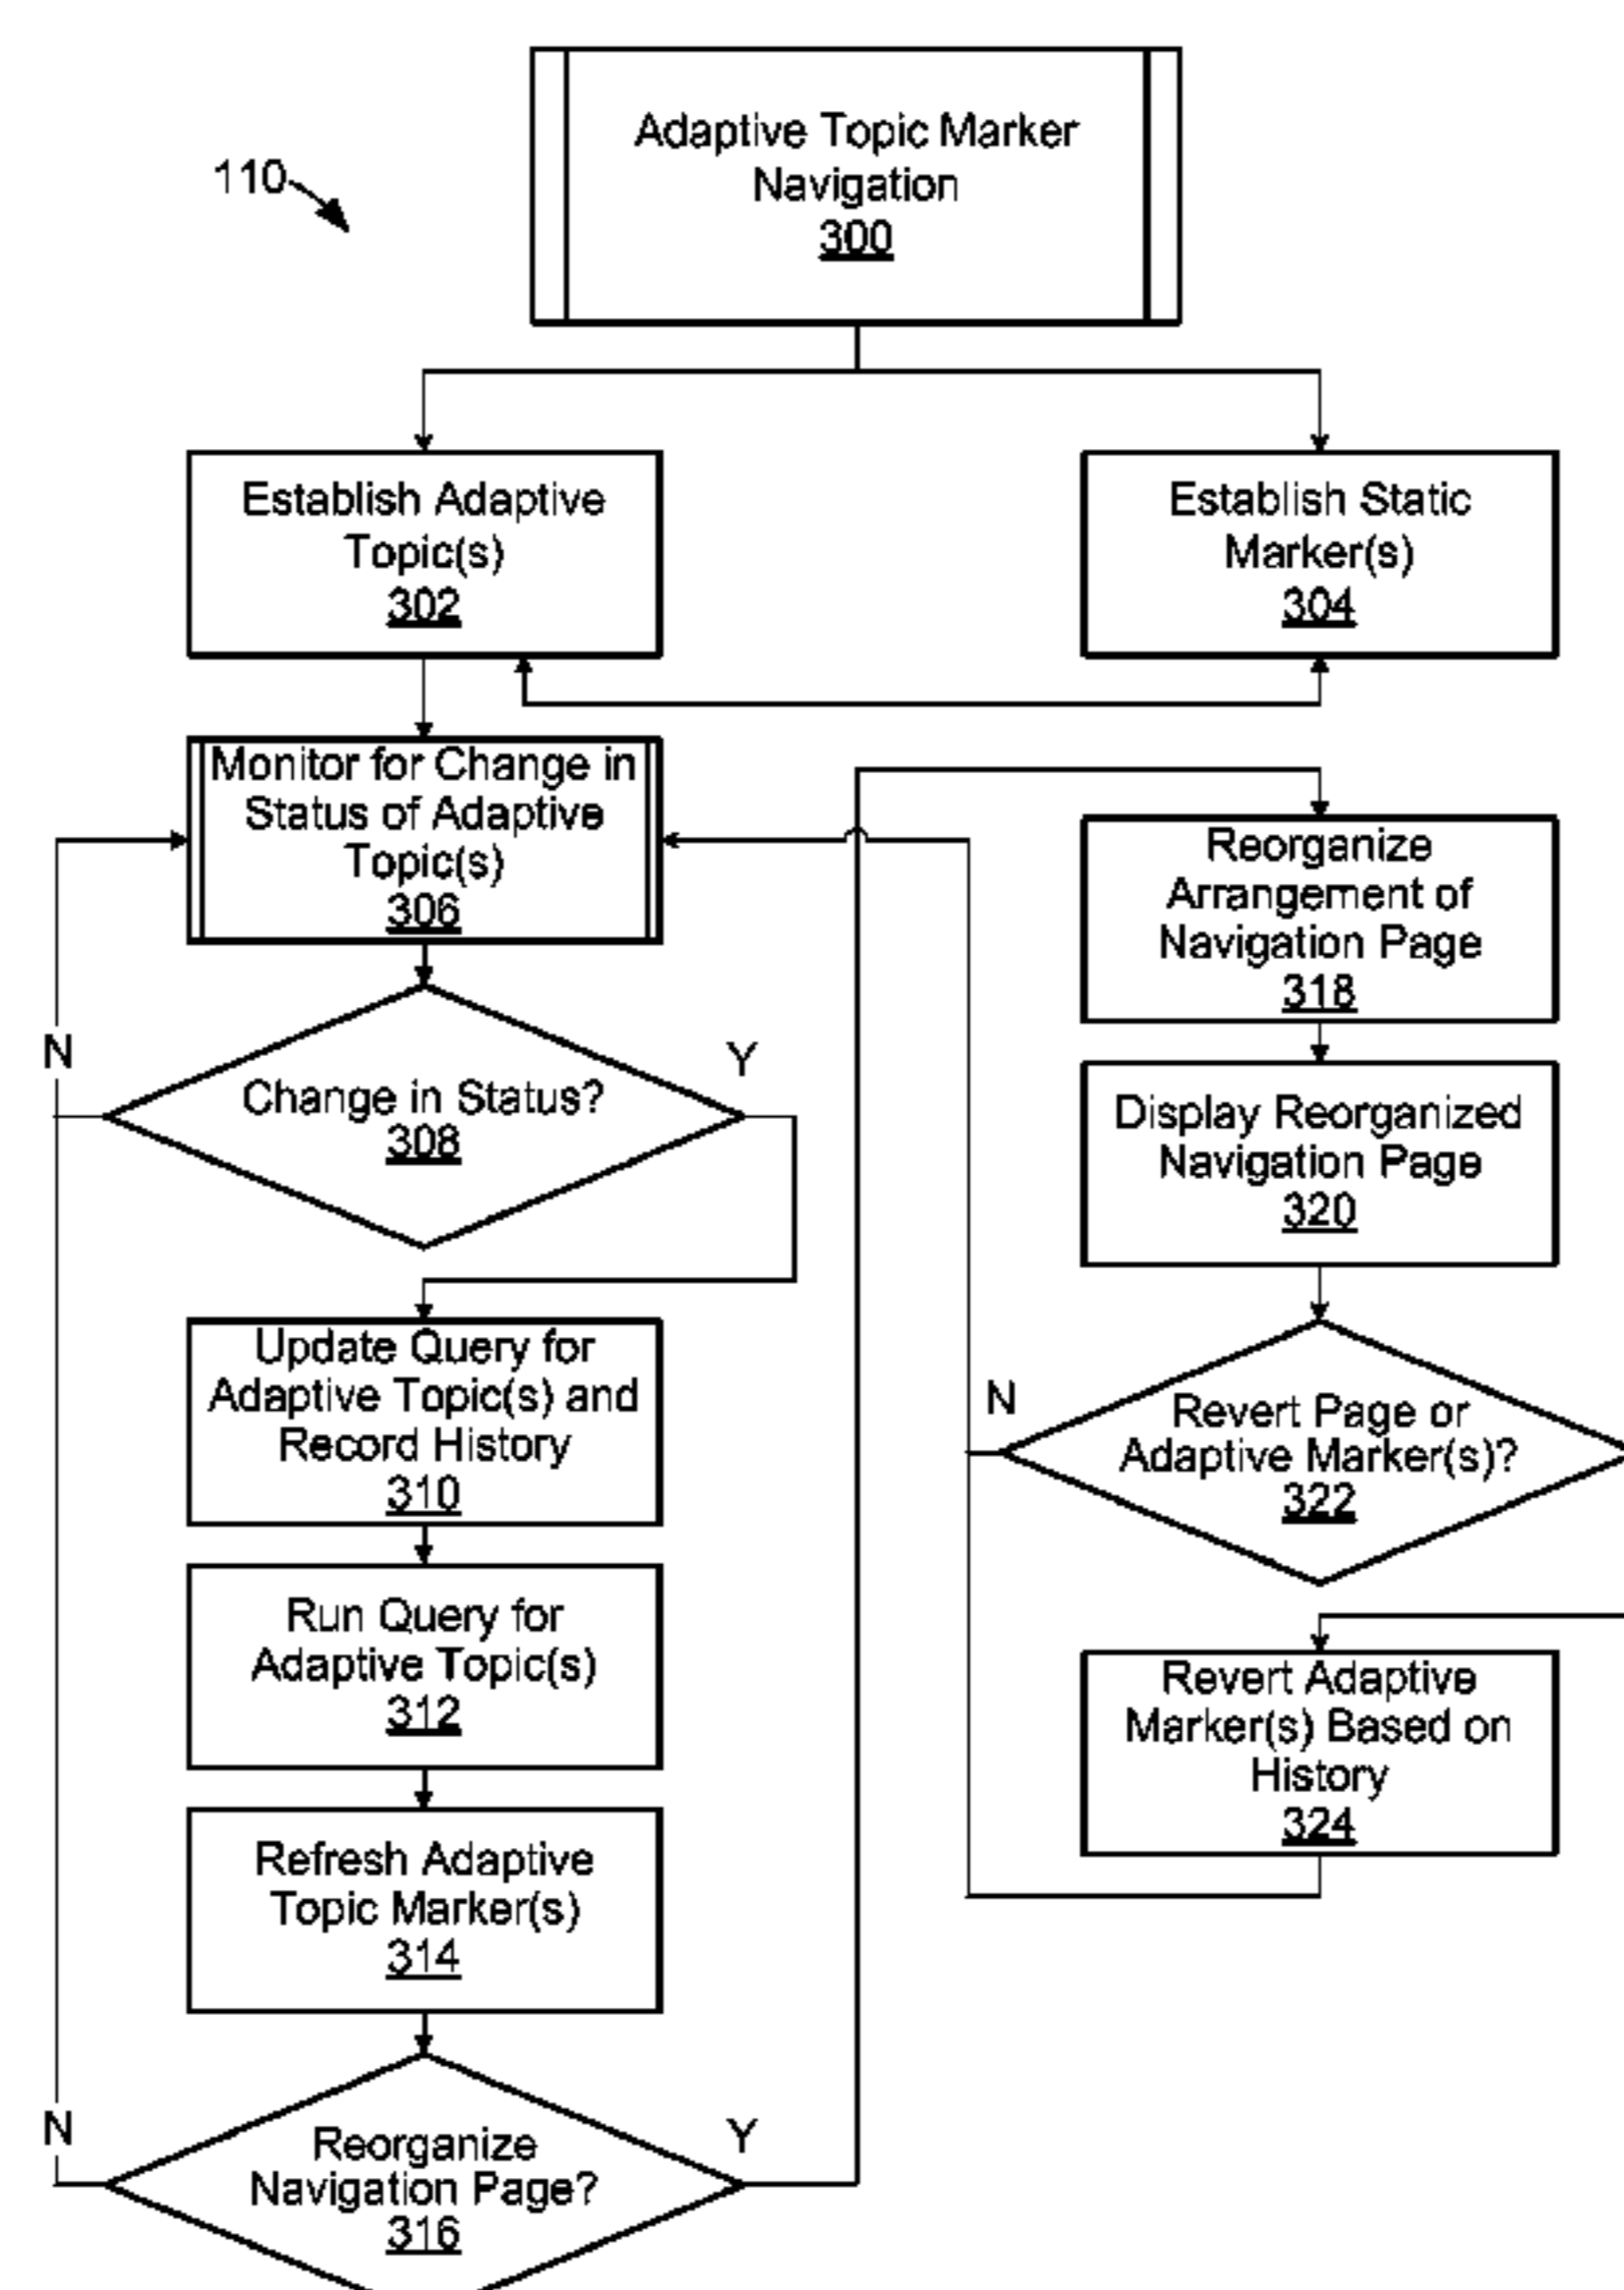 110
Adaptive Topic Marker
Navigation
300
Establish Adaptive
Topic(s)
302
Establish Static
Marker(s)
304
Monitor for Change in
Status of Adaptive
Topic(s)
306
N
Y
Change in Status?
308
Update Query for
Adaptive Topic(s) and
Record History
310
Run Query for
Adaptive Topic(s)
312
Refresh Adaptive
Topic Marker(s)
314
N
Y
Reorganize
Navigation Page?
316
Reorganize
Arrangement of
Navigation Page
318
Display Reorganized
Navigation Page
320
N
Revert Page or
Adaptive Marker(s)?
322
Revert Adaptive
Marker(s) Based on
History
324